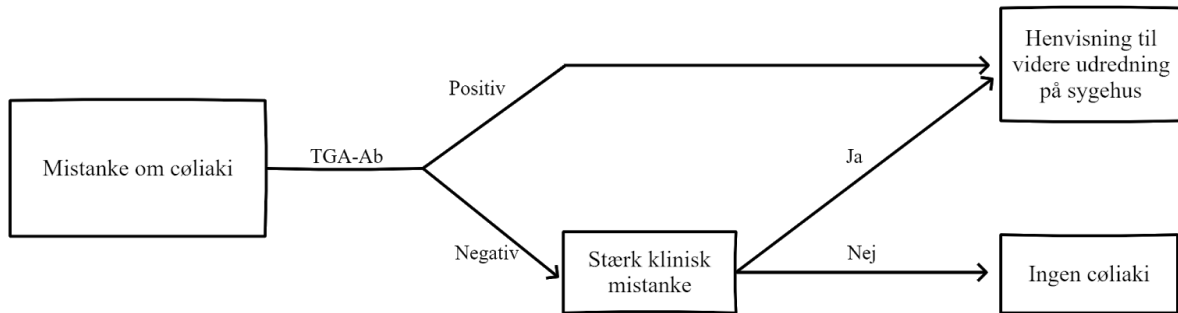 Mistanke om cøliaki
TGA-Ab
Positiv
Negativ
Stærk klinisk
mistanke
Ja
Nej
Henvisning til
videre udredning
på sygehus
Ingen cøliaki